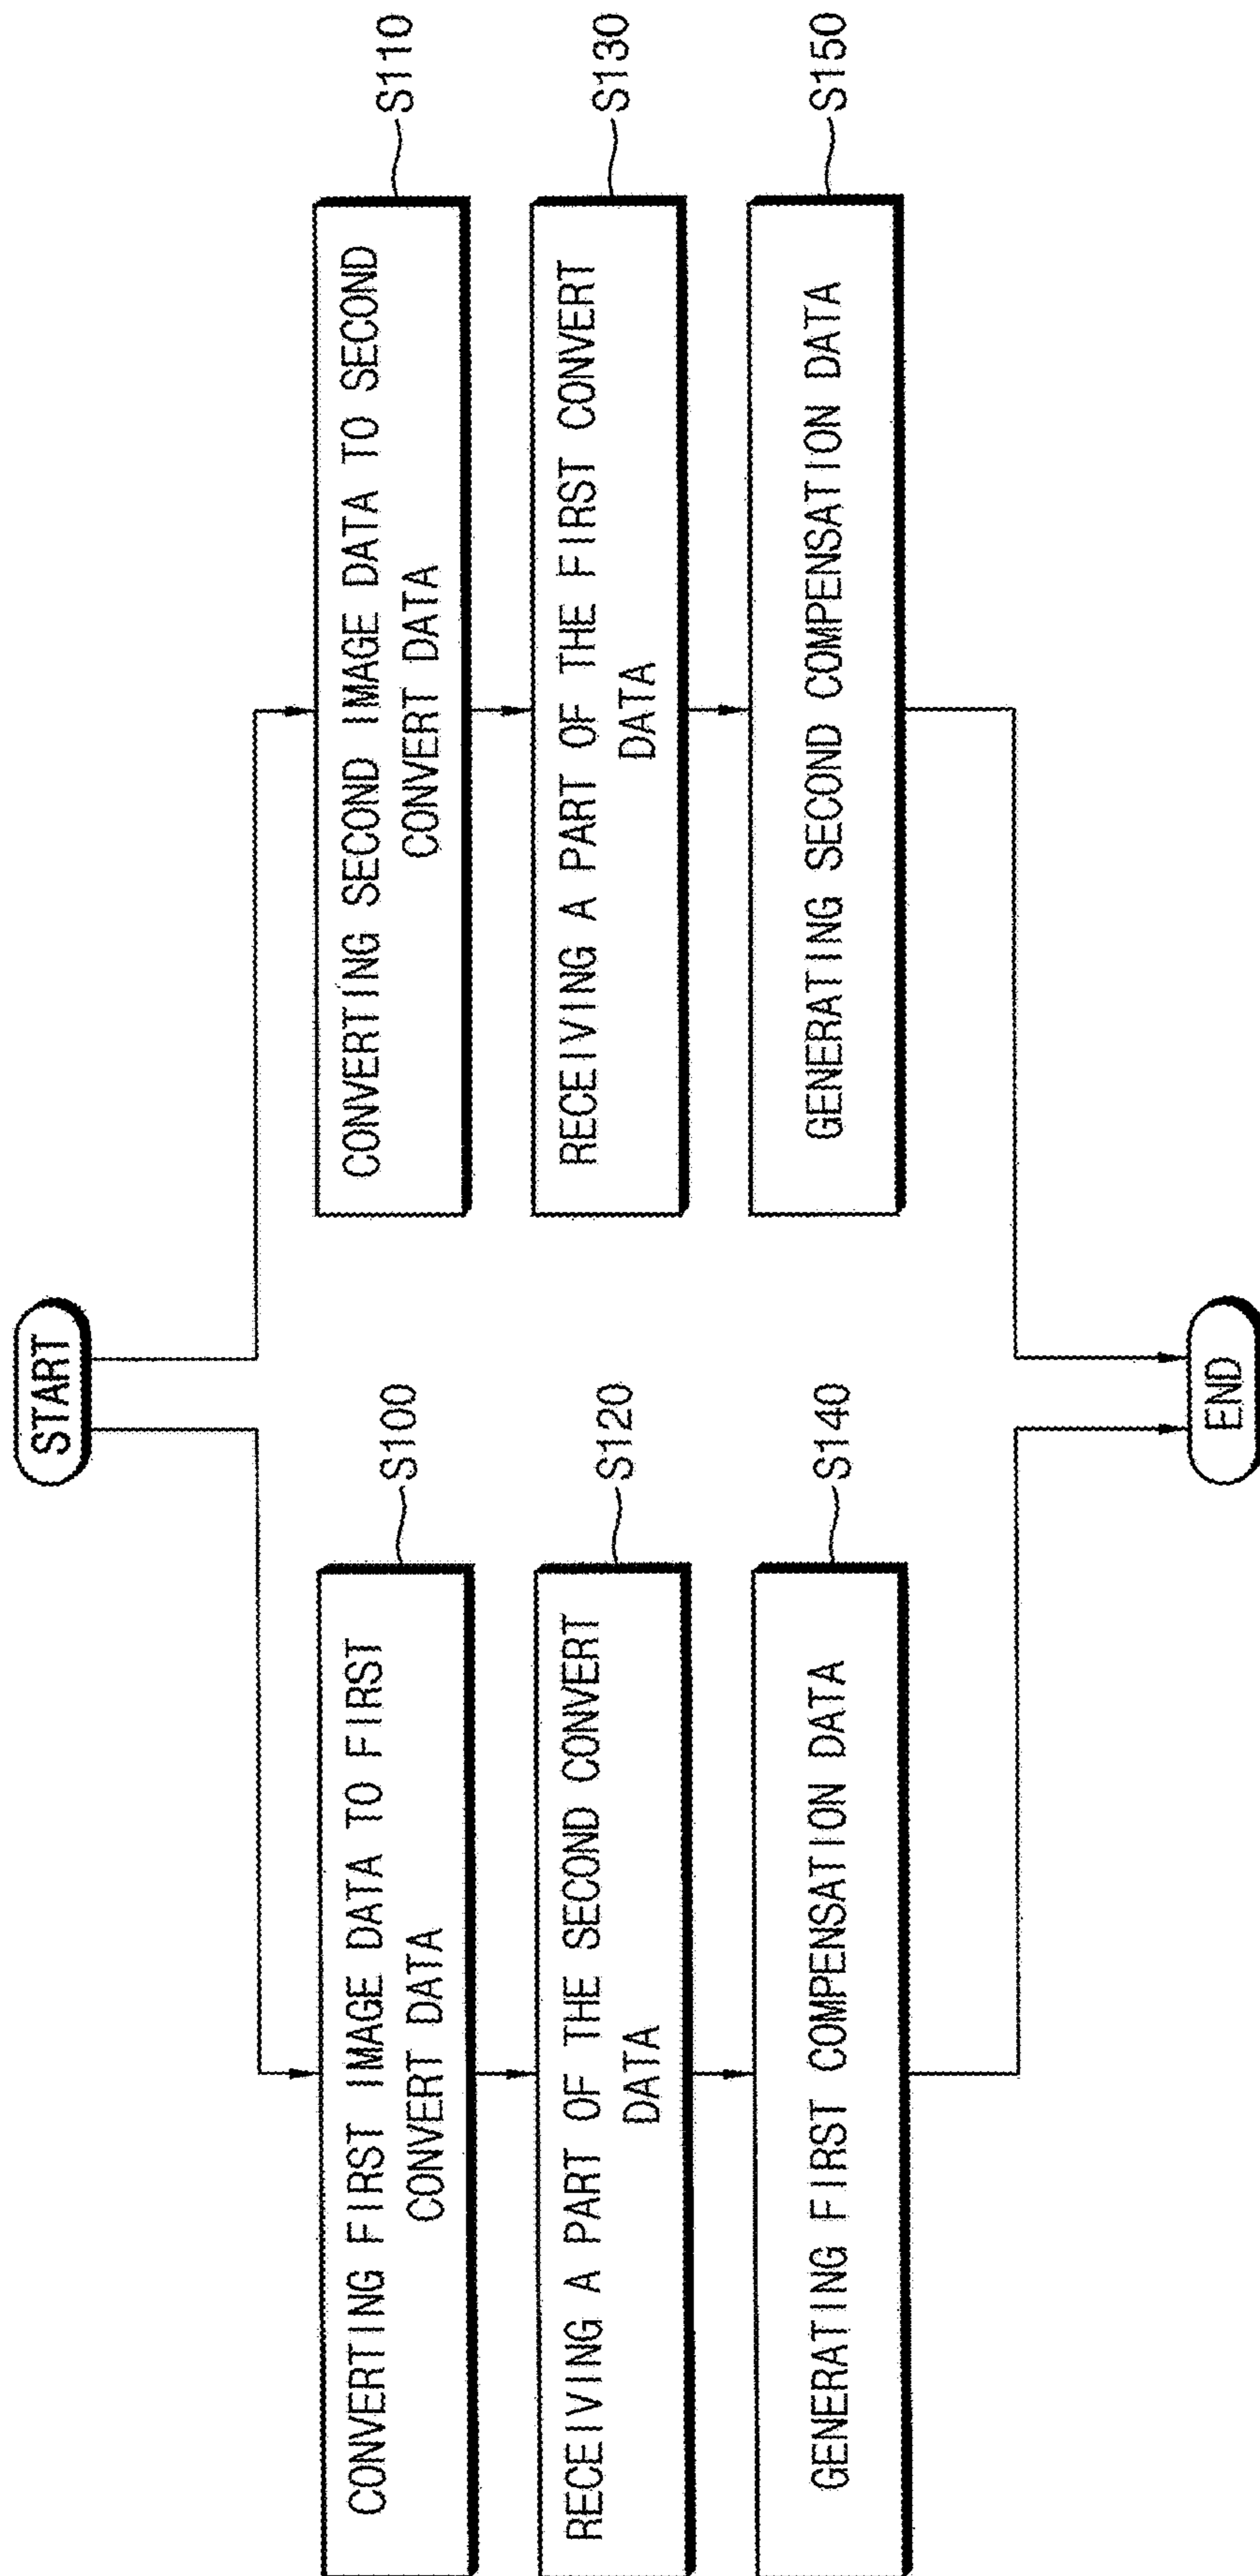 START
CONVERTING FIRST IMAGE DATA TO FIRST
CONVERT DATA
S100
RECEIVING A PART OF THE SECOND CONVERT
DATA
S120
GENERATING FIRST COMPENSATION DATA
S140
CONVERTING SECOND IMAGE DATA TO SECOND
CONVERT DATA
S110
RECEIVING A PART OF THE FIRST CONVERT
DATA
S130
GENERATING SECOND COMPENSATION DATA
S150
END